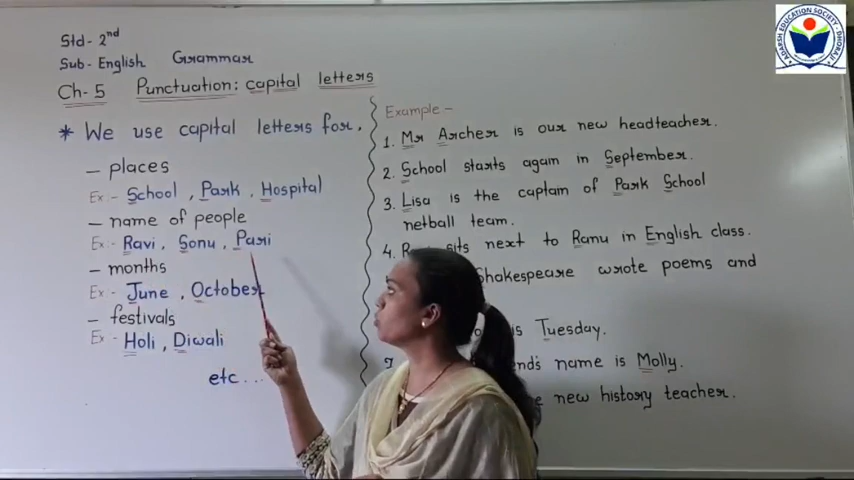 Std- 2nd
Sub- English Grammar
Ch- 5 Punctuation: capital letters
* We use capital letters for,
- places
Ex:- School, Park, Hospital
- name of people
Ex:- Ravi, Sonu, Pari
- months
Ex:- June, October
- festivals
Ex:- Holi, Diwali
etc...
Example -
1. Mr Archer is our new headteacher.
2. School starts again in September.
3. Lisa is the captain of Park School
netball team.
4. sits next to Ramu in English class.
Shakespeare wrote poems and
is Tuesday.
name is Molly.
new history teacher.
ADARSH EDUCATION SOCIETY